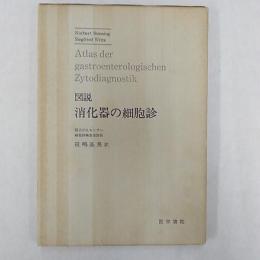 Norbert Henning
Siegfried Witte
Atlas der
gastroenterologischen
Zytodiagnostik
図説
消化器の細胞診
医学書院